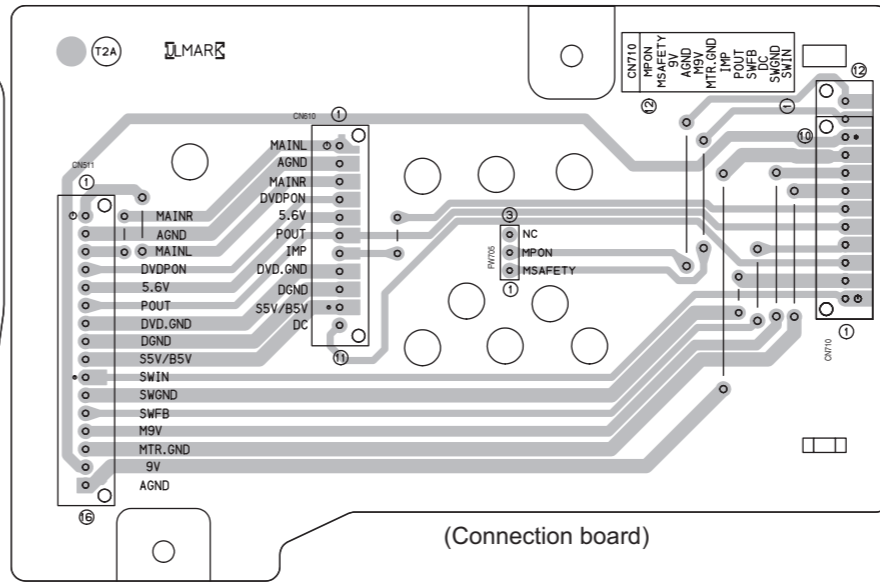 T2A
ULMARK
CN710
MPON
MSAFETY
9V
AGND
M9V
MTR.GND
IMP
POUT
SWFB
DC
SWGND
SWIN
12
1
12
10
1
CN710
CN610
1
MAINL
AGND
MAINR
DVDPON
5.6V
POUT
IMP
DVD.GND
DGND
S5V/B5V
DC
11
3
NC
MPON
MSAFETY
PW705
1
CN511
1
MAINR
AGND
MAINL
DVDPON
5.6V
POUT
DVD.GND
DGND
S5V/B5V
SWIN
SWGND
SWFB
M9V
MTR.GND
9V
AGND
16
(Connection board)